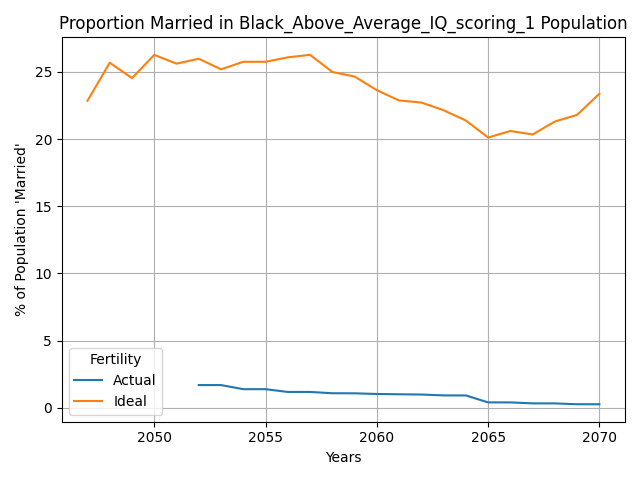 Proportion Married in Black_Above_Average_IQ_scoring_1 Population
% of Population 'Married'
25
20
15
10
5
0
Fertility
Actual
Ideal
2050 2055 2060 2065 2070
Years